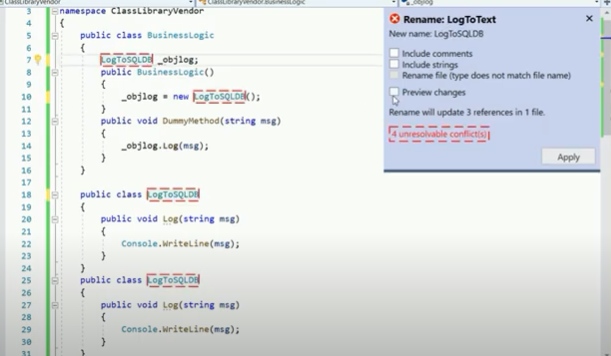 ClassLibraryVendor
ClassLibraryVendor.BusinessLogic
_objlog
3 namespace ClassLibraryVendor
4 {
5 public class BusinessLogic
6 {
7 LogToSQLDB _objlog;
8 public BusinessLogic()
9 {
10 _objlog = new LogToSQLDB();
11 }
12 public void DummyMethod(string msg)
13 {
14 _objlog.Log(msg);
15 }
16 }
17
18 public class LogToSQLDB
19 {
20 public void Log(string msg)
21 {
22 Console.WriteLine(msg);
23 }
24 }
25 public class LogToSQLDB
26 {
27 public void Log(string msg)
28 {
29 Console.WriteLine(msg);
30 }
31 }
Rename: LogToText
New name: LogToSQLDB
Include comments
Include strings
Rename file (type does not match file name)
Preview changes
Rename will update 3 references in 1 file.
4 unresolvable conflict(s)
Apply